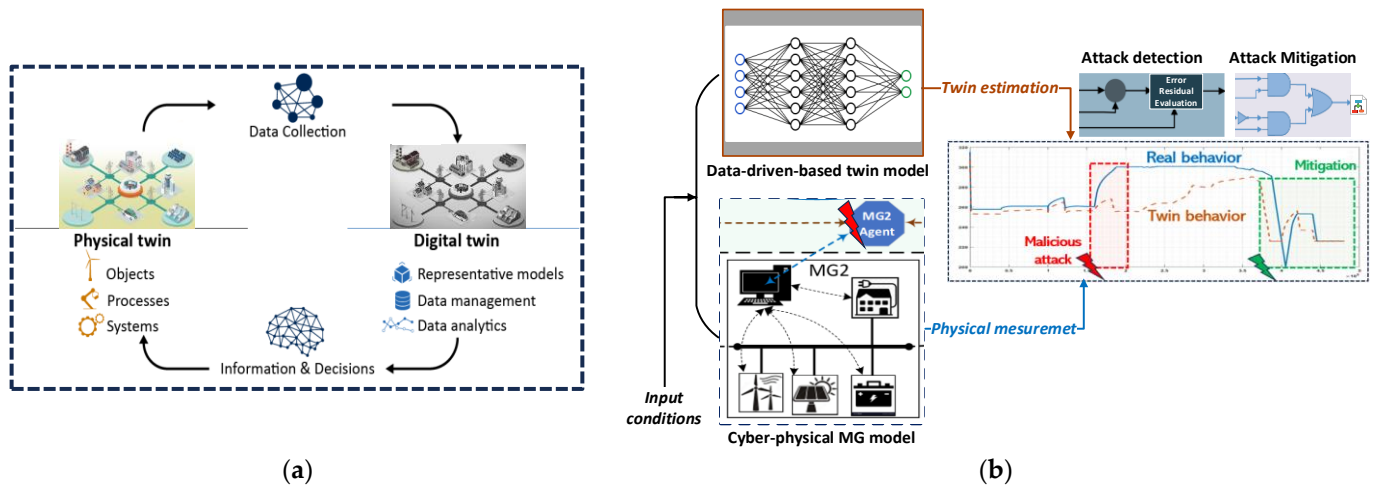 Data Collection
Physical twin
Digital twin
Objects
Processes
Systems
Representative models
Data management
Data analytics
Information & Decisions
(a)
Data-driven-based twin model
MG2
Agent
MG2
Cyber-physical MG model
Input
conditions
Twin estimation
Physical mesuremet
Attack detection
Attack Mitigation
Error
Residual
Evaluation
Real behavior
Mitigation
Twin behavior
Malicious
attack
(b)